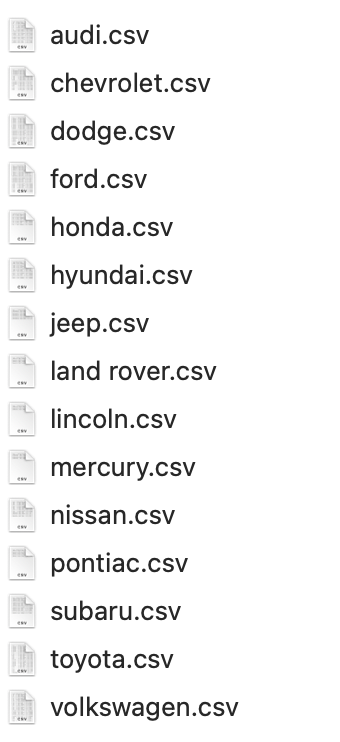 audi.csv
chevrolet.csv
dodge.csv
ford.csv
honda.csv
hyundai.csv
jeep.csv
land rover.csv
lincoln.csv
mercury.csv
nissan.csv
pontiac.csv
subaru.csv
toyota.csv
volkswagen.csv